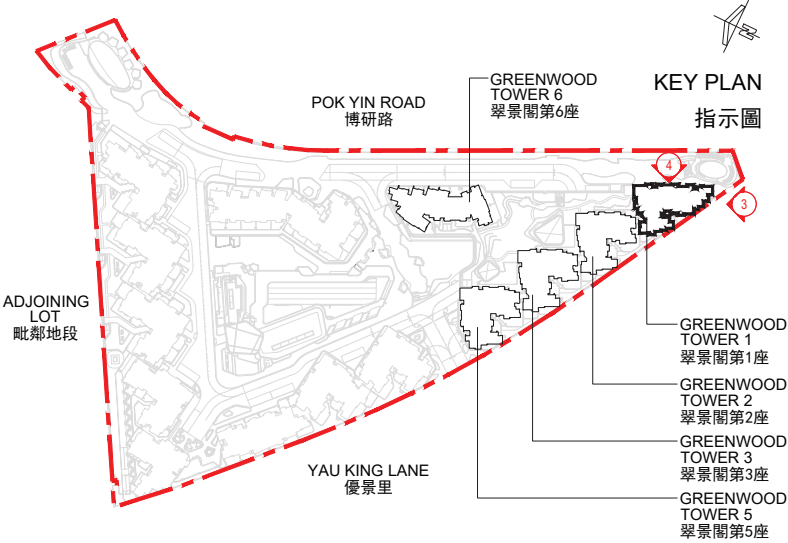 KEY PLAN
指示圖
GREENWOOD
TOWER 6
翠景閣第6座
POK YIN ROAD
博研路
4
3
ADJOINING
LOT
毗鄰地段
GREENWOOD
TOWER 1
翠景閣第1座
GREENWOOD
TOWER 2
翠景閣第2座
GREENWOOD
TOWER 3
翠景閣第3座
YAU KING LANE
優景里
GREENWOOD
TOWER 5
翠景閣第5座